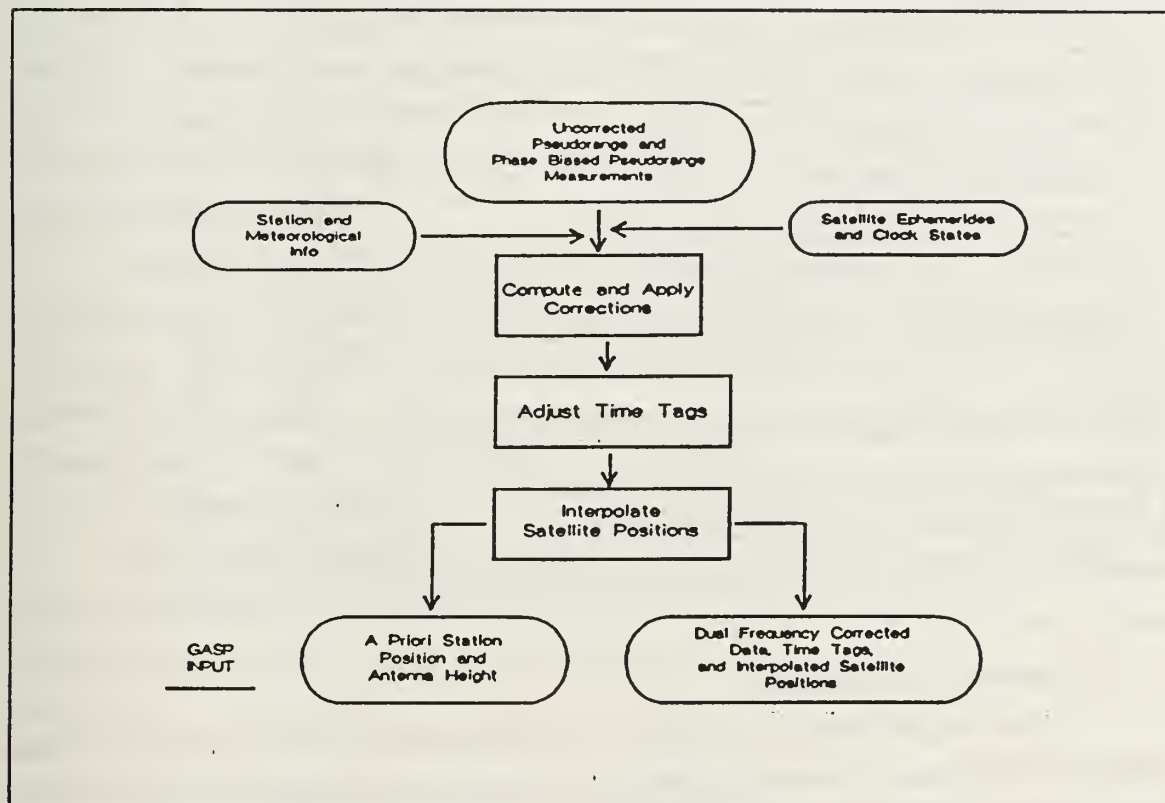 Uncorrected
Pseudorange and
Phase Biased Pseudorange
Measurements
Station and
Meteorological
Info
Satellite Ephemerides
and Clock States
Compute and Apply
Corrections
Adjust Time Tags
Interpolate
Satellite Positions
GASP
INPUT
A Priori Station
Position and
Antenna Height
Dual Frequency Corrected
Data, Time Tags,
and Interpolated Satellite
Positions